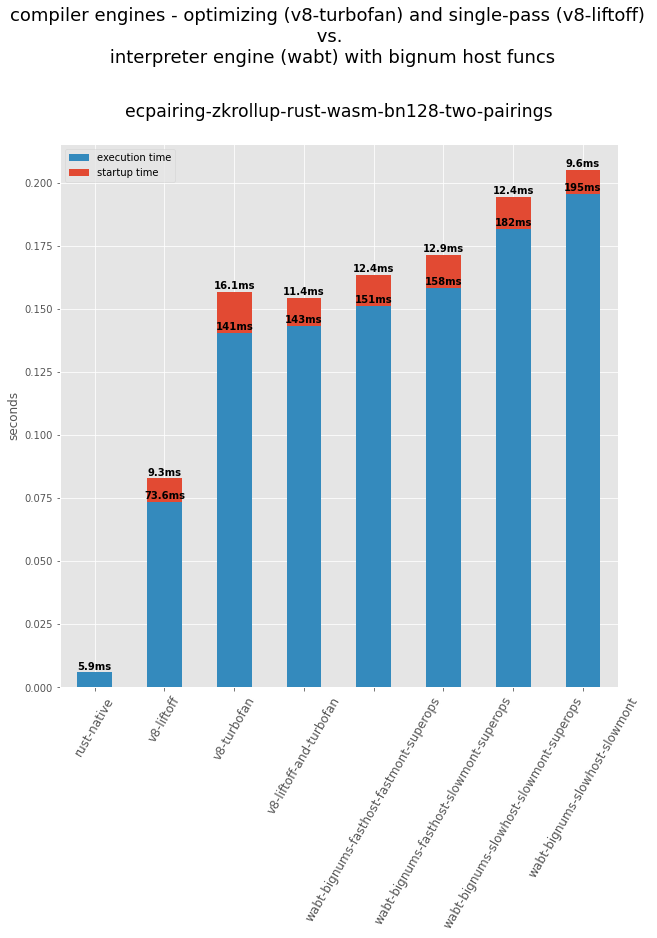 compiler engines - optimizing (v8-turbofan) and single-pass (v8-liftoff)
vs.
interpreter engine (wabt) with bignum host funcs
ecpairing-zkrollup-rust-wasm-bn128-two-pairings
execution time
startup time
seconds
0.200
0.175
0.150
0.125
0.100
0.075
0.050
0.025
0.000
5.9ms
9.3ms
73.6ms
16.1ms
141ms
11.4ms
143ms
12.4ms
151ms
12.9ms
158ms
12.4ms
182ms
9.6ms
195ms
rust-native
v8-liftoff
v8-turbofan
v8-liftoff-and-turbofan
wabt-bignums-fasthost-fastmont-superops
wabt-bignums-fasthost-slowmont-superops
wabt-bignums-slowhost-slowmont-superops
wabt-bignums-slowhost-slowmont